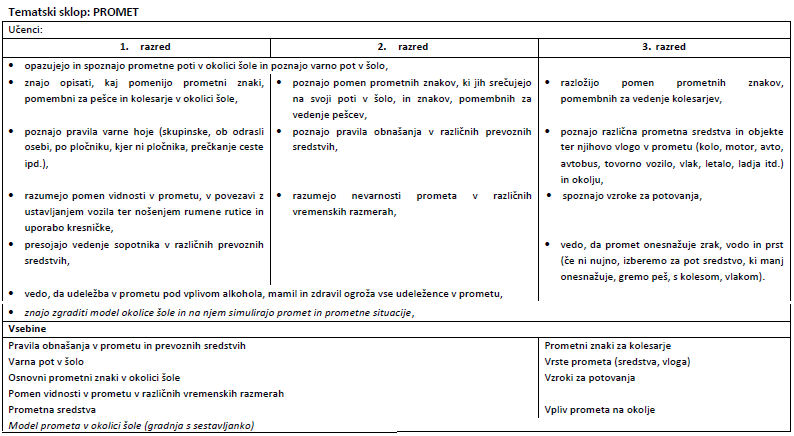 Tematski sklop: PROMET
Učenci:
1. razred
2. razred
3. razred
• opazujejo in spoznajo prometne poti v okolici šole in poznajo varno pot v šolo,
• znajo opisati, kaj pomenijo prometni znaki,
pomembni za pešce in kolesarje v okolici šole,
• poznajo pomen prometnih znakov, ki jih srečujejo
na svoji poti v šolo, in znakov, pomembnih za
vedenje pešcev,
• razložijo pomen prometnih znakov,
pomembnih za vedenje kolesarjev,
• poznajo pravila varne hoje (skupinske, ob odrasli
osebi, po pločniku, kjer ni pločnika, prečkanje ceste
ipd.),
• poznajo pravila obnašanja v različnih prevoznih
sredstvih,
• poznajo različna prometna sredstva in objekte
ter njihovo vlogo v prometu (kolo, motor, avto,
avtobus, tovorno vozilo, vlak, letalo, ladja itd.)
in okolju,
• razumejo pomen vidnosti v prometu, v povezavi z
ustavljanjem vozila ter nošenjem rumene rutice in
uporabo kresničke,
• razumejo nevarnosti prometa v različnih
vremenskih razmerah,
• spoznajo vzroke za potovanja,
• presojajo vedenje sopotnika v različnih prevoznih
sredstvih,
• vedo, da promet onesnažuje zrak, vodo in prst
(če ni nujno, izberemo za pot sredstvo, ki manj
onesnažuje, gremo peš, s kolesom, vlakom).
• vedo, da udeležba v prometu pod vplivom alkohola, mamil in zdravil ogroža vse udeležence v prometu,
• znajo zgraditi model okolice šole in na njem simulirajo promet in prometne situacije,
Vsebine
Pravila obnašanja v prometu in prevoznih sredstvih
Varna pot v šolo
Osnovni prometni znaki v okolici šole
Pomen vidnosti v prometu v različnih vremenskih razmerah
Prometna sredstva
Model prometa v okolici šole (gradnja s sestavljanko)
Prometni znaki za kolesarje
Vrste prometa (sredstva, vloga)
Vzroki za potovanja
Vpliv prometa na okolje